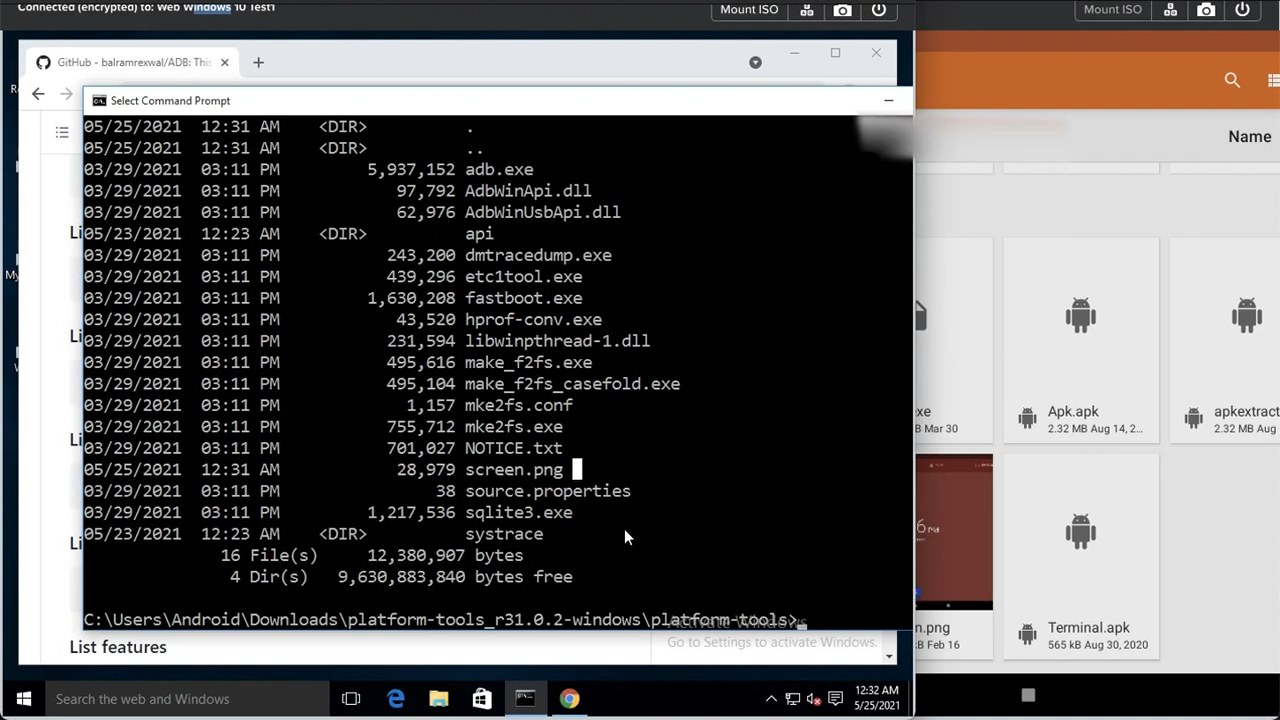 Connected (encrypted) to: Web Windows 10 Test1
Mount ISO
Mount ISO
GitHub - balramrexwal/ADB: This
Select Command Prompt
05/25/2021 12:31 AM <DIR> .
05/25/2021 12:31 AM <DIR> ..
03/29/2021 03:11 PM 5,937,152 adb.exe
03/29/2021 03:11 PM 97,792 AdbWinApi.dll
03/29/2021 03:11 PM 62,976 AdbWinUsbApi.dll
05/23/2021 12:23 AM <DIR> api
03/29/2021 03:11 PM 243,200 dmtracedump.exe
03/29/2021 03:11 PM 439,296 etc1tool.exe
03/29/2021 03:11 PM 1,630,208 fastboot.exe
03/29/2021 03:11 PM 43,520 hprof-conv.exe
03/29/2021 03:11 PM 231,594 libwinpthread-1.dll
03/29/2021 03:11 PM 495,616 make_f2fs.exe
03/29/2021 03:11 PM 495,104 make_f2fs_casefold.exe
03/29/2021 03:11 PM 1,157 mke2fs.conf
03/29/2021 03:11 PM 755,712 mke2fs.exe
03/29/2021 03:11 PM 701,027 NOTICE.txt
05/25/2021 12:31 AM 28,979 screen.png
03/29/2021 03:11 PM 38 source.properties
03/29/2021 03:11 PM 1,217,536 sqlite3.exe
05/23/2021 12:23 AM <DIR> systrace
16 File(s) 12,380,907 bytes
4 Dir(s) 9,630,883,840 bytes free
C:\Users\Android\Downloads\platform-tools_r31.0.2-windows\platform-tools>
Activate Windows
Go to Settings to activate Windows.
List features
Search the web and Windows
12:32 AM
5/25/2021
Name
xe
B Mar 30
Apk.apk
2.32 MB Aug 14, 2...
apkextract
2.32 MB Aug
n.png
kB Feb 16
Terminal.apk
565 kB Aug 30, 2020